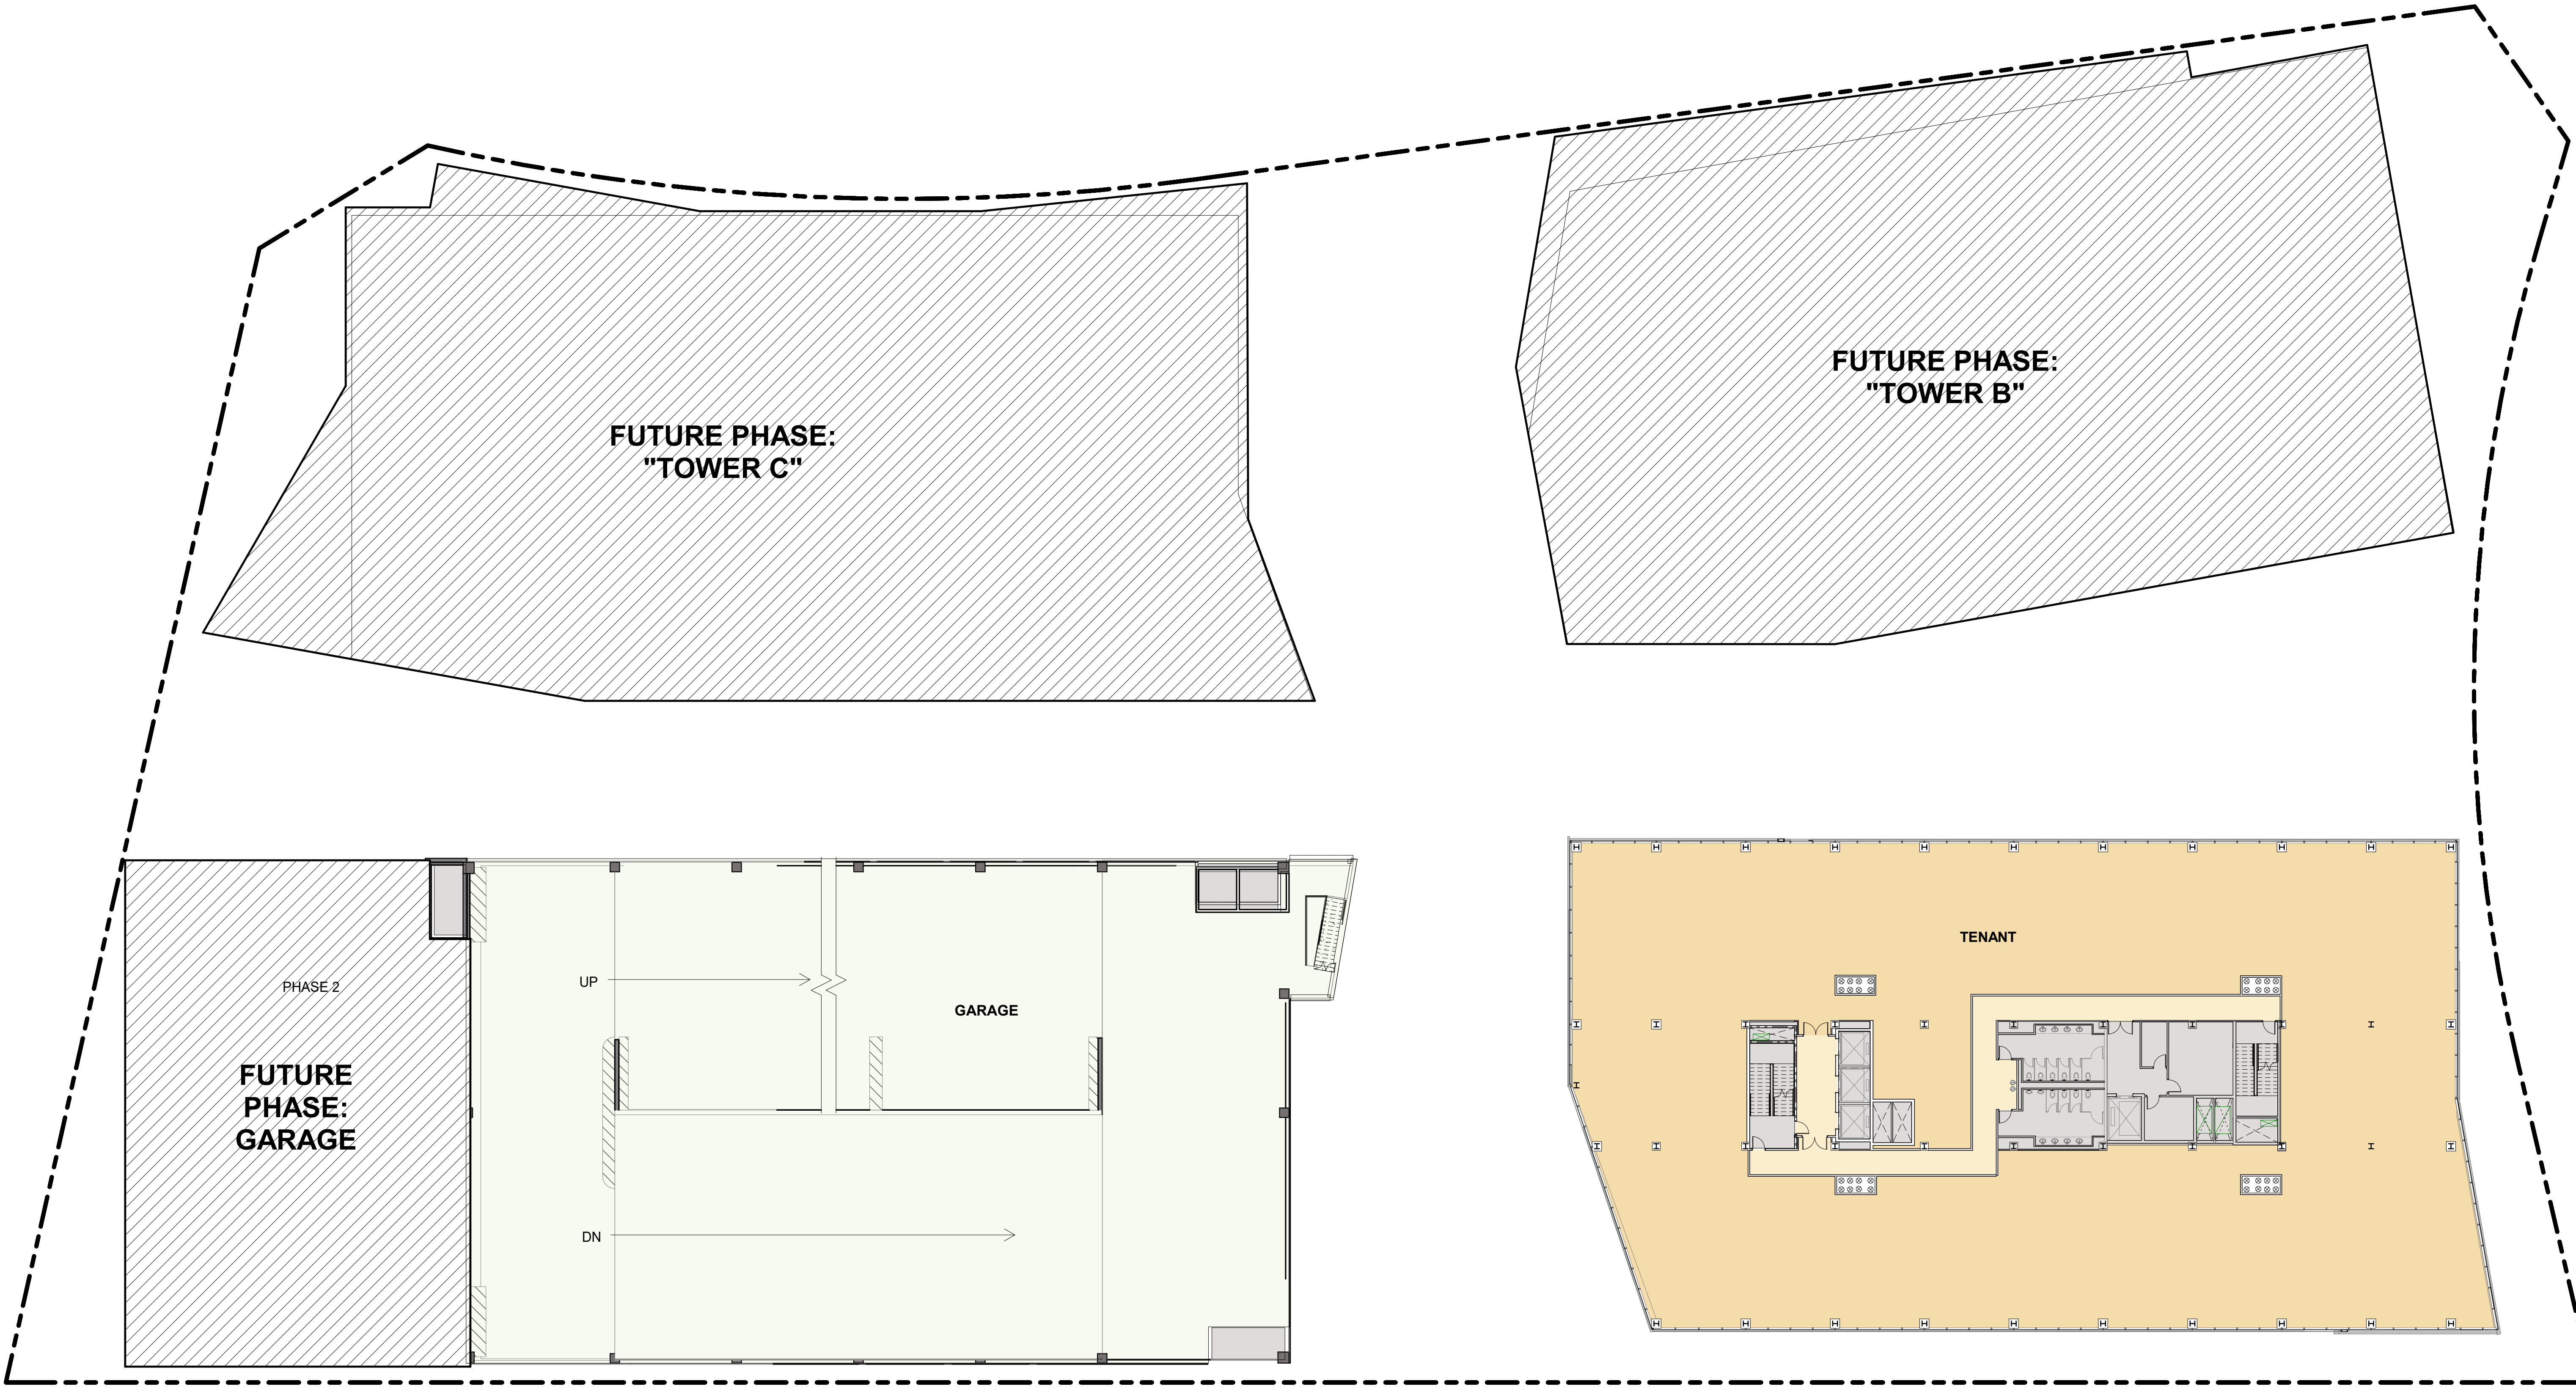 FUTURE PHASE:
"TOWER B"
FUTURE PHASE:
"TOWER C"
TENANT
UP
PHASE 2
GARAGE
FUTURE
PHASE:
GARAGE
DN